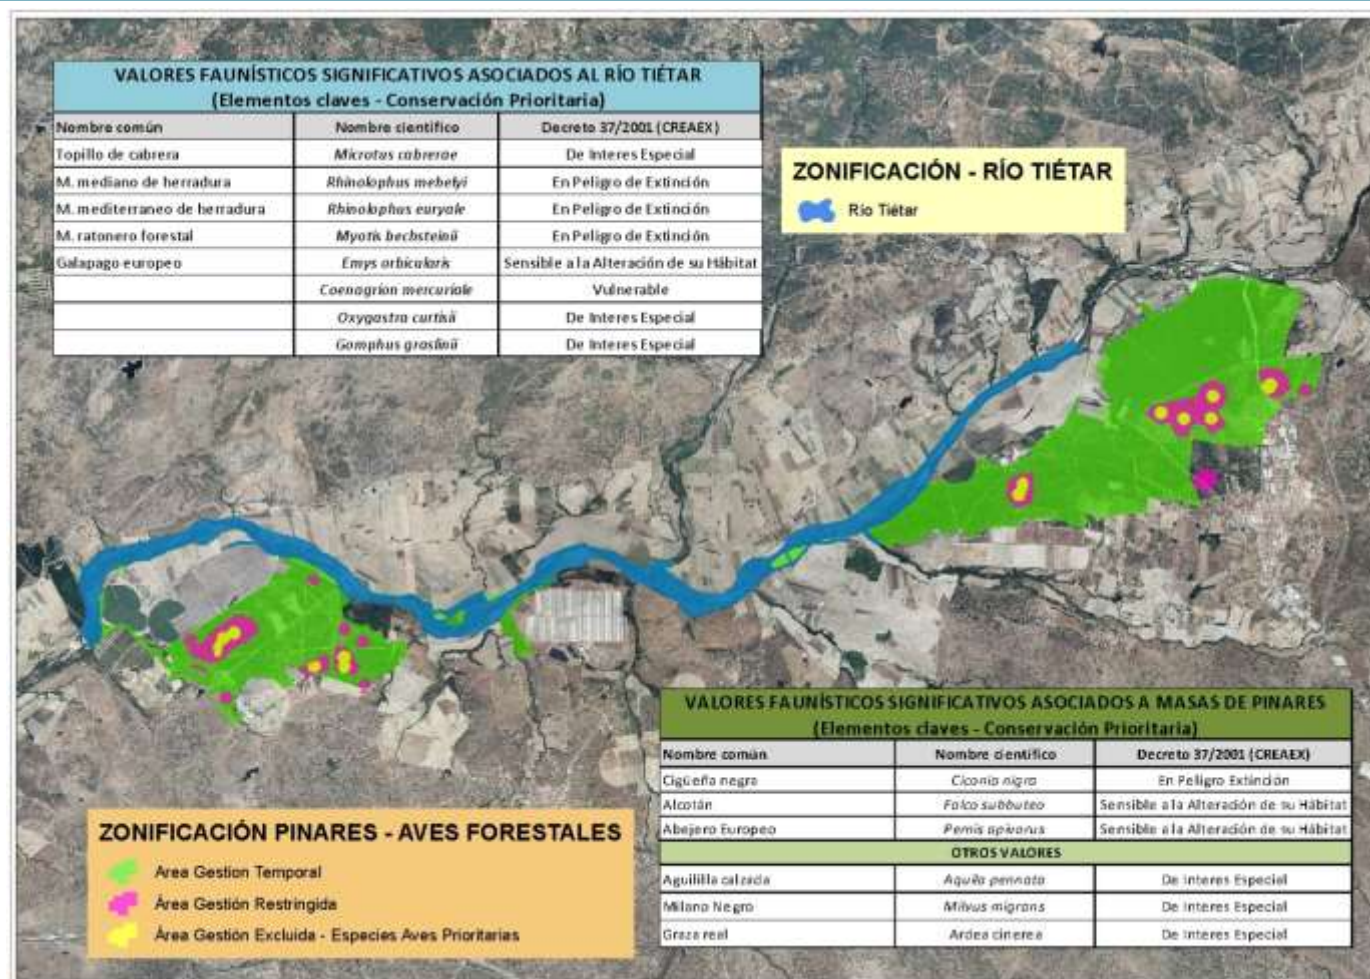 VALORES FAUNÍSTICOS SIGNIFICATIVOS ASOCIADOS AL RÍO TIÉTAR
(Elementos claves - Conservación Prioritaria)
Nombre común Nombre científico Decreto 37/2001 (CREAEX)
Topillo de cabrera Microtus cabrerae De Interes Especial
M. mediano de herradura Rhinolophus mehelyi En Peligro de Extinción
M. mediterraneo de herradura Rhinolophus euryale En Peligro de Extinción
M. ratonero forestal Myotis bechsteinii En Peligro de Extinción
Galapago europeo Emys orbicularis Sensible a la Alteración de su Hábitat
Coenagrion mercuriale Vulnerable
Oxygastra curtisii De Interes Especial
Gomphus graslinii De Interes Especial
ZONIFICACIÓN - RÍO TIÉTAR
Río Tiétar
VALORES FAUNÍSTICOS SIGNIFICATIVOS ASOCIADOS A MASAS DE PINARES
(Elementos claves - Conservación Prioritaria)
Nombre común Nombre científico Decreto 37/2001 (CREAEX)
Cigüeña negra Ciconia nigra En Peligro Extinción
Alcotán Falco subbuteo Sensible a la Alteración de su Hábitat
Abejero Europeo Pernis apivorus Sensible a la Alteración de su Hábitat
OTROS VALORES
Aguililla calzada Aquila pennata De Interes Especial
Milano Negro Milvus migrans De Interes Especial
Graza real Ardea cinerea De Interes Especial
ZONIFICACIÓN PINARES - AVES FORESTALES
Área Gestion Temporal
Área Gestión Restringida
Área Gestión Excluida - Especies Aves Prioritarias